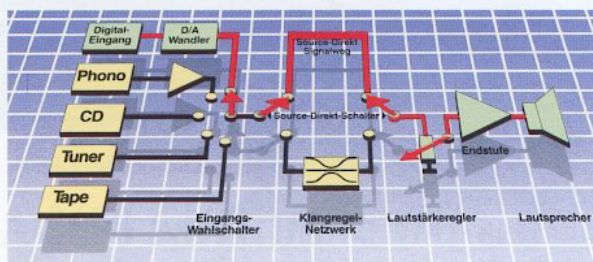 Digital-
Eingang
D/A
Wandler
Source-Direkt
Signalweg
Phono
CD
Source-Direkt-Schalter
Tuner
Endstufe
Tape
Eingangs-
Wahlschalter
Klangregel-
Netzwerk
Lautstärkeregler
Lautsprecher